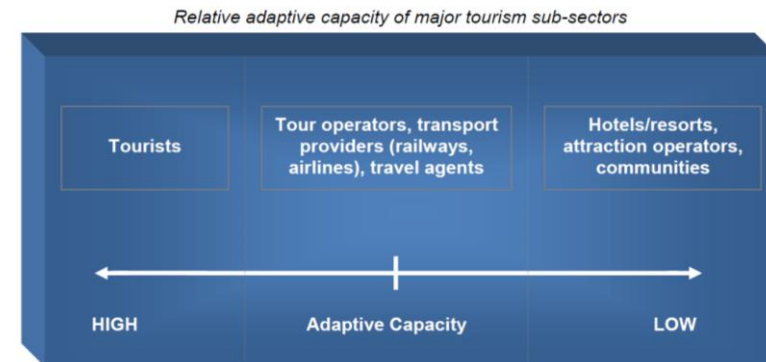 Relative adaptive capacity of major tourism sub-sectors
Tourists
Tour operators, transport
providers (railways,
airlines), travel agents
Hotels/resorts,
attraction operators,
communities
HIGH
Adaptive Capacity
LOW